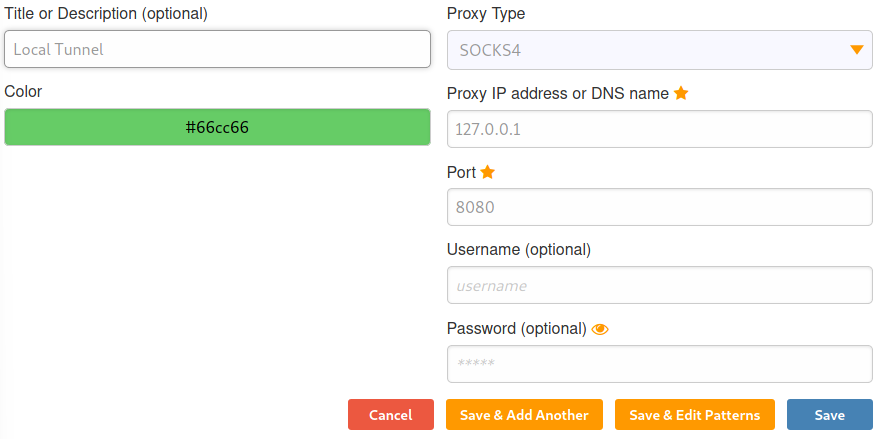 Title or Description (optional)
Local Tunnel
Color
#66cc66
Proxy Type
SOCKS4
Proxy IP address or DNS name
127.0.0.1
Port
8080
Username (optional)
username
Password (optional)
*****
Cancel
Save & Add Another
Save & Edit Patterns
Save